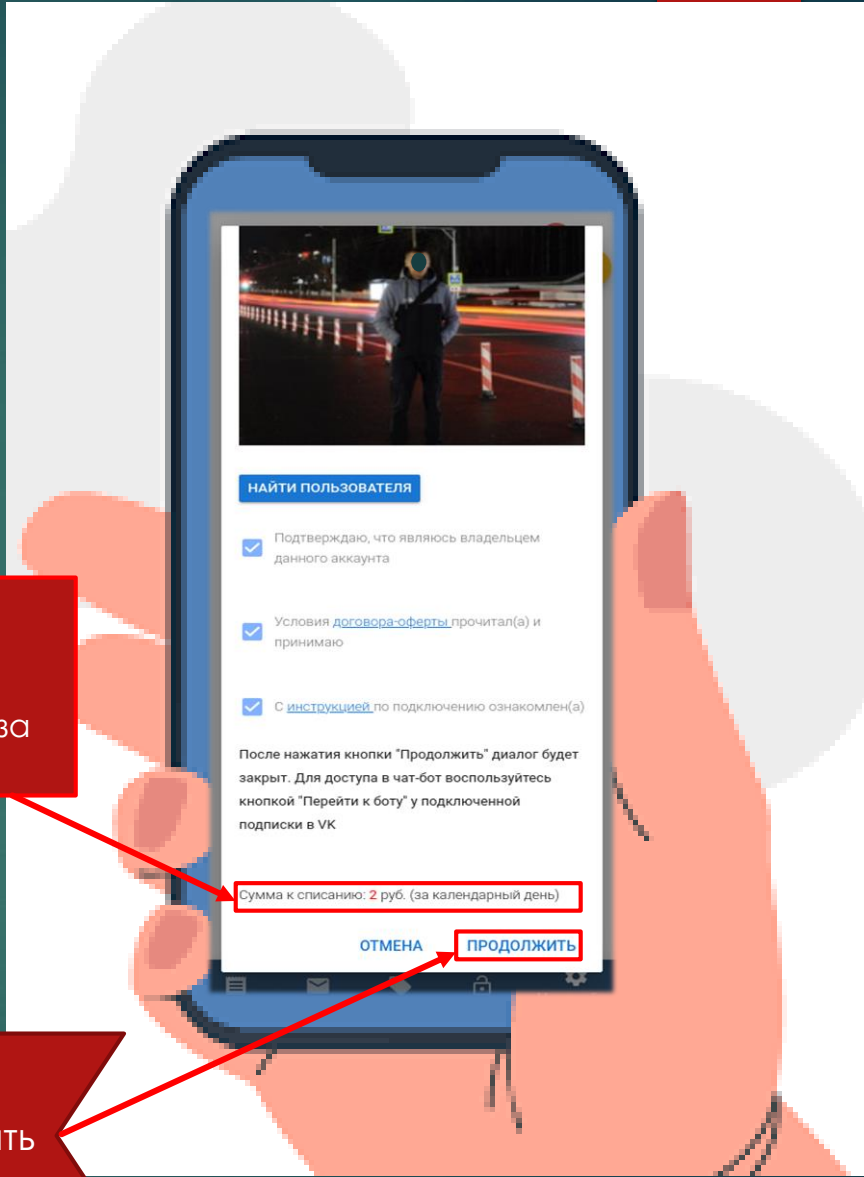 НАЙТИ ПОЛЬЗОВАТЕЛЯ
Подтверждаю, что являюсь владельцем
данного аккаунта
Условия договора-оферты прочитал(а) и
принимаю
С инструкцией по подключению ознакомлен(а)
за
После нажатия кнопки "Продолжить" диалог будет
закрыт. Для доступа в чат-бот воспользуйтесь
кнопкой "Перейти к боту" у подключенной
подписки в VK
Сумма к списанию: 2 руб. (за календарный день)
ОТМЕНА ПРОДОЛЖИТЬ